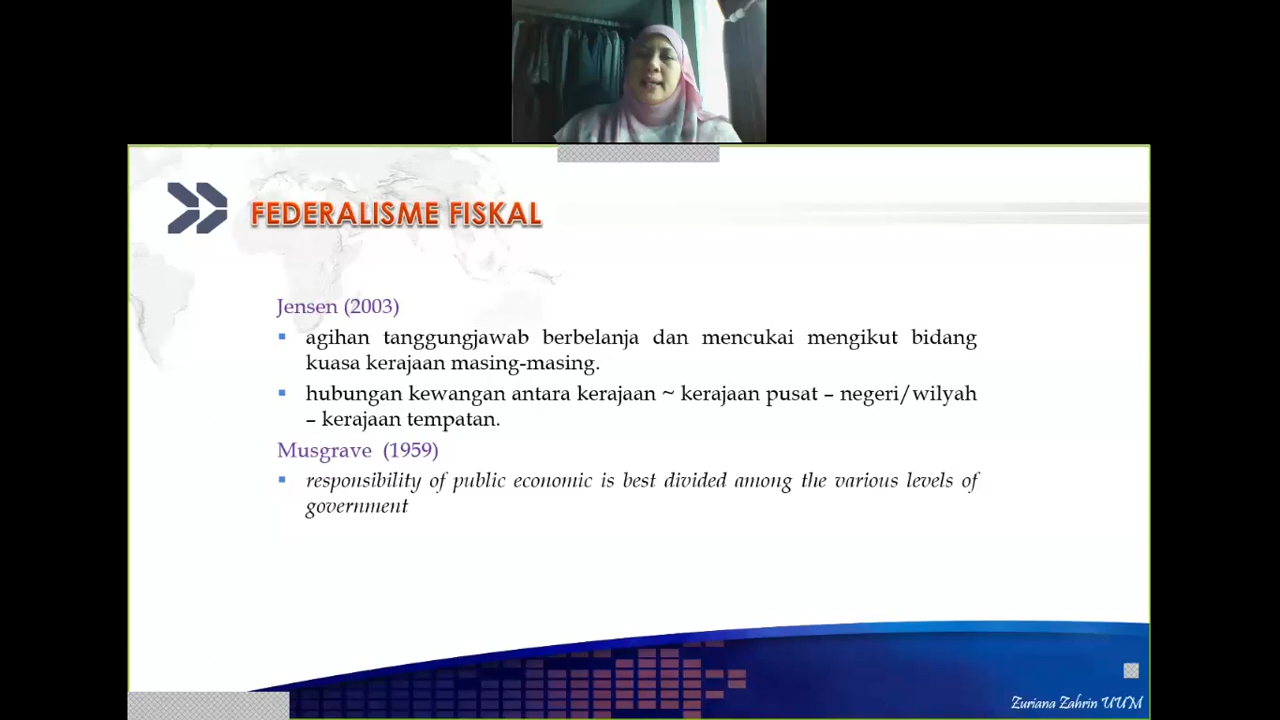 FEDERALISME FISKAL
Jensen (2003)
▪ agihan tanggungjawab berbelanja dan mencukai mengikut bidang
kuasa kerajaan masing-masing.
▪ hubungan kewangan antara kerajaan ~ kerajaan pusat – negeri/wilyah
– kerajaan tempatan.
Musgrave (1959)
▪ responsibility of public economic is best divided among the various levels of
government
Zuriana Zahrin UUM